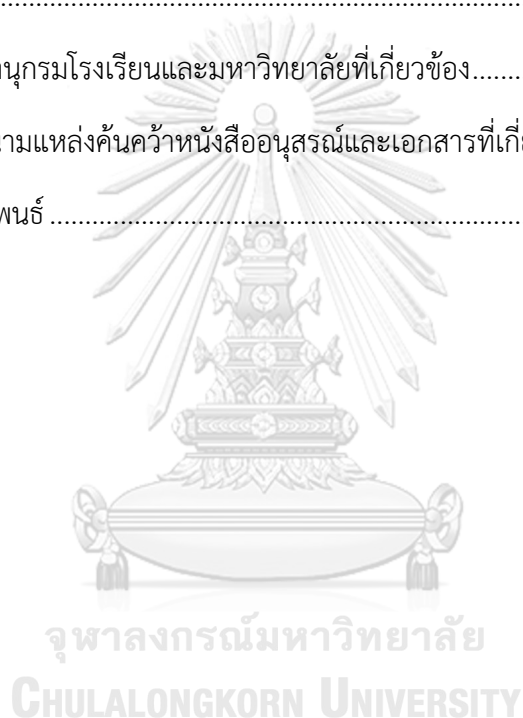 ................................................................
นุกรมโรงเรียนและมหาวิทยาลัยที่เกี่ยวข้อง.......
นามแหล่งค้นคว้าหนังสืออนุสรณ์และเอกสารที่เกี่
พนธ์ ................................................................
จุฬาลงกรณ์มหาวิทยาลัย
CHULALONGKORN UNIVERSITY